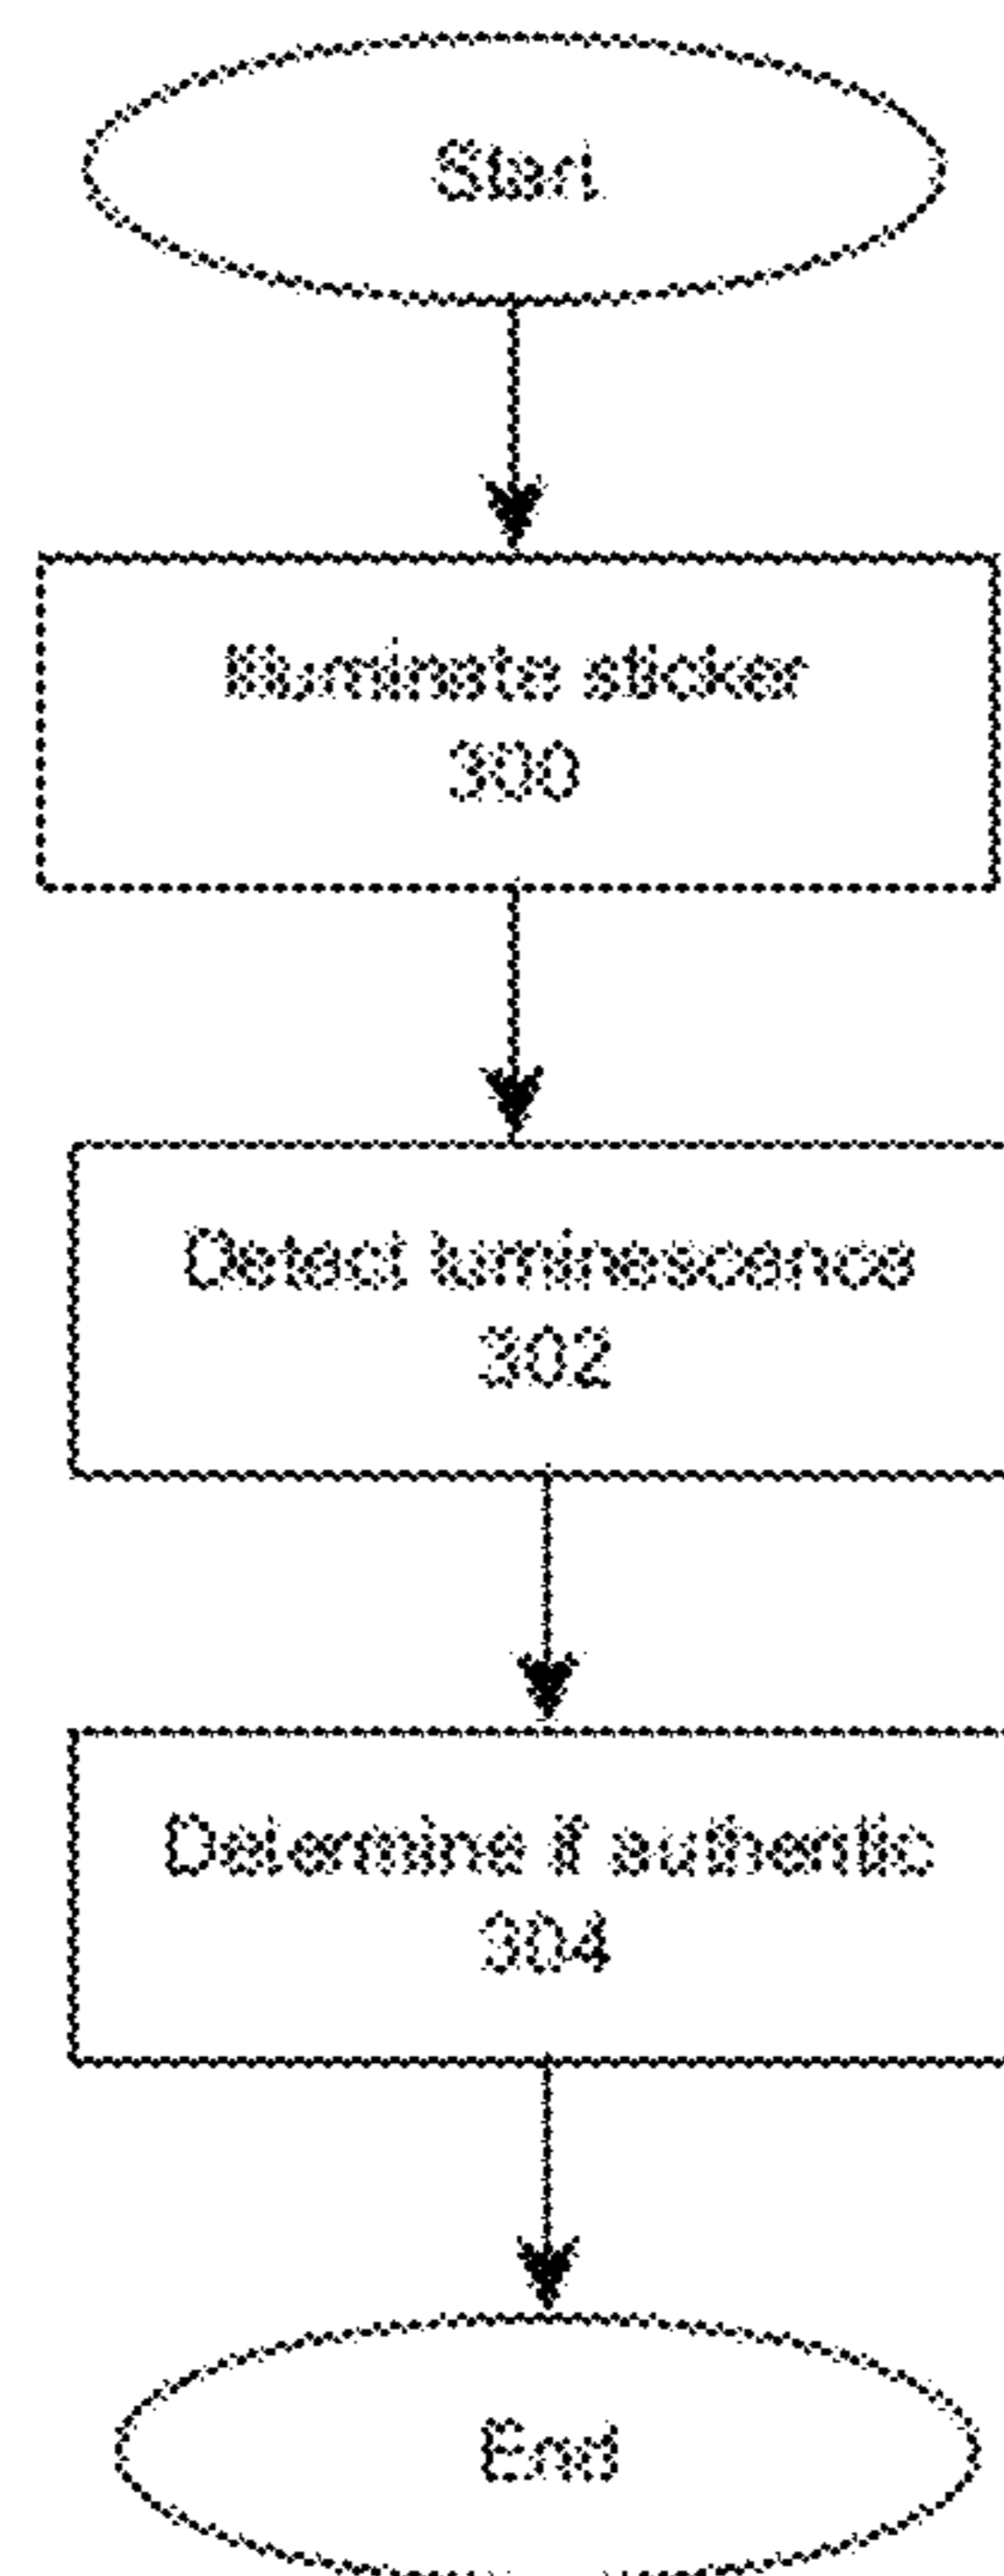 Start
Illuminate sticker
300
Detect luminescence
302
Determine if authentic
304
End